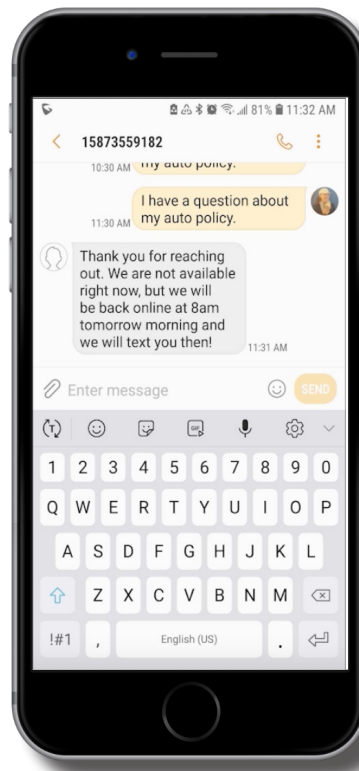 81% 11:32 AM
15873559182
10:30 AM my auto policy.
I have a question about
my auto policy.
11:30 AM
Thank you for reaching
out. We are not available
right now, but we will
be back online at 8am
tomorrow morning and
we will text you then!
11:31 AM
Enter message
SEND
T GIF
1 2 3 4 5 6 7 8 9 0
Q W E R T Y U I O P
A S D F G H J K L
Z X C V B N M
!#1 , English (US) .